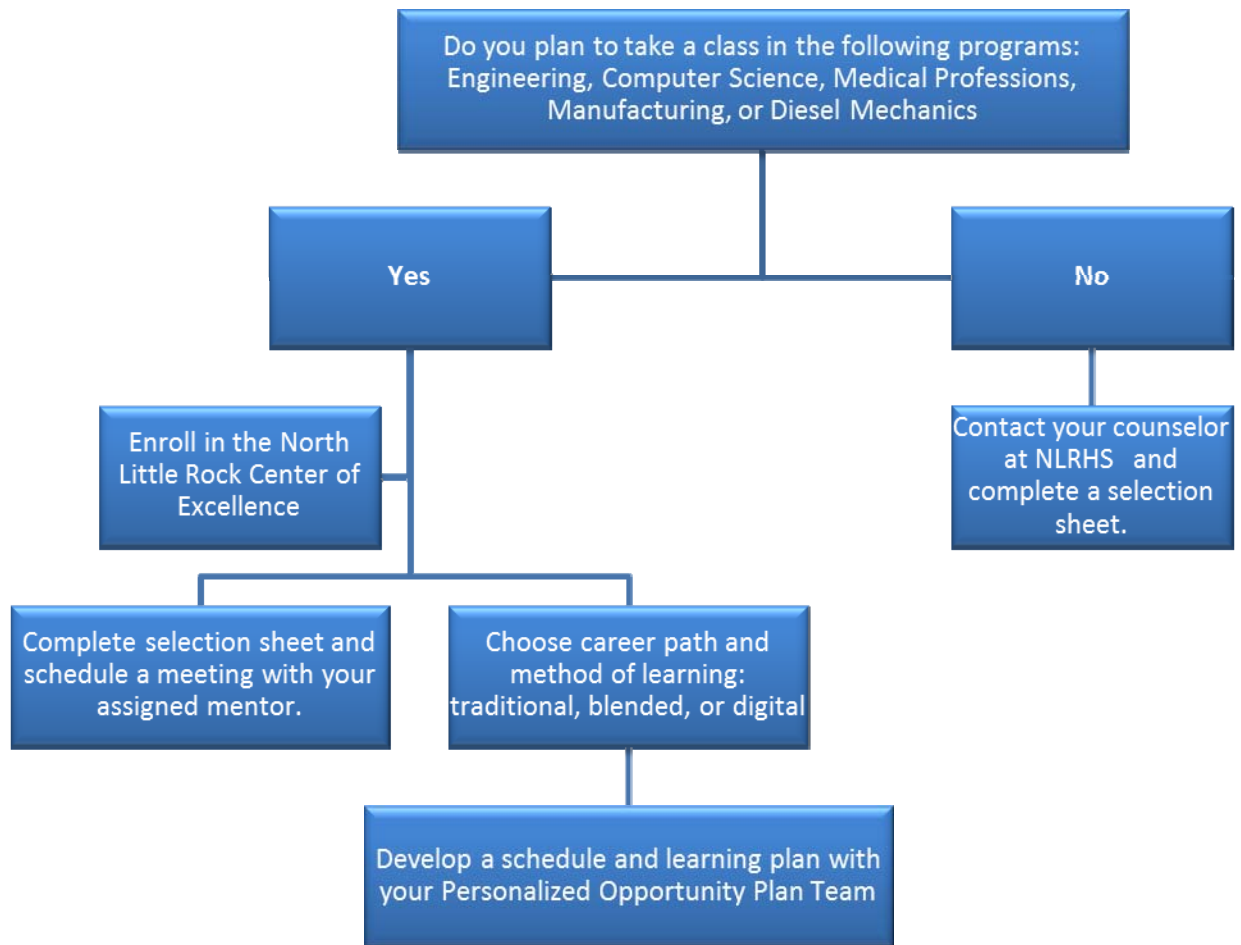 Do you plan to take a class in the following programs:
Engineering, Computer Science, Medical Professions,
Manufacturing, or Diesel Mechanics
Yes
No
Enroll in the North
Little Rock Center of
Excellence
Contact your counselor
at NLRHS and
complete a selection
sheet.
Complete selection sheet and
schedule a meeting with your
assigned mentor.
Choose career path and
method of learning:
traditional, blended, or digital
Develop a schedule and learning plan with
your Personalized Opportunity Plan Team